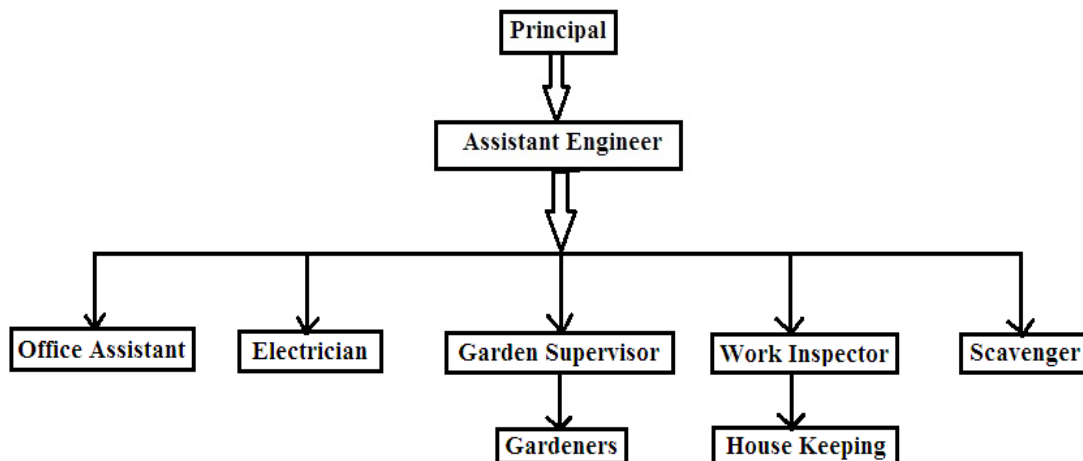 Principal
Assistant Engineer
Office Assistant
Electrician
Garden Supervisor
Work Inspector
Scavenger
Gardeners
House Keeping